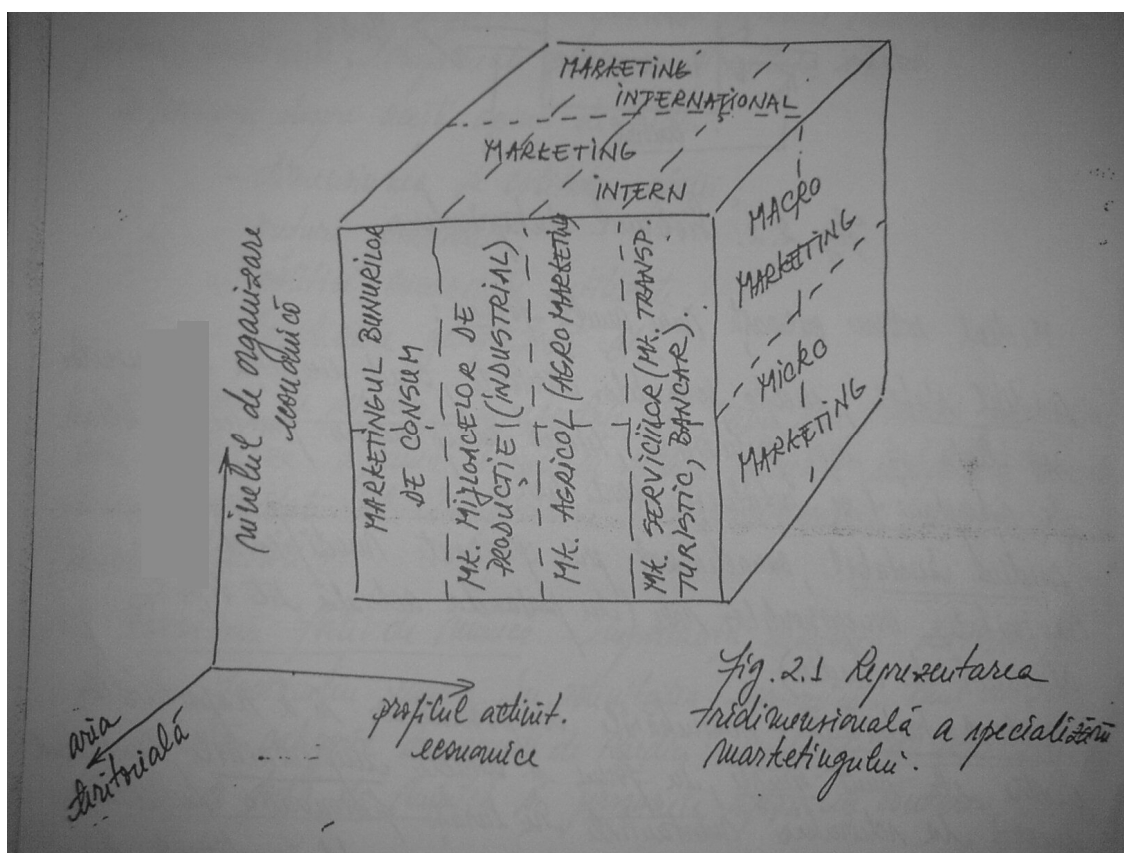 MARKETING
INTERNAȚIONAL
MARKETING
INTERN
MARKETINGUL BUNURILOR
DE CONSUM
Mk. MIJLOACELOR DE
PRODUCȚIE (INDUSTRIAL)
Mk. AGRICOL (AGROMARKETING
Mk. SERVICIILOR (Mk. TRANSP.
TURISTIC, BANCAR).
MACRO
MARKETING
MICRO
MARKETING
nivelul de organizare
economică
profilul activit.
economice
aria
teritorială
Fig. 2.1 Reprezentarea
tridimensională a specializării
marketingului.